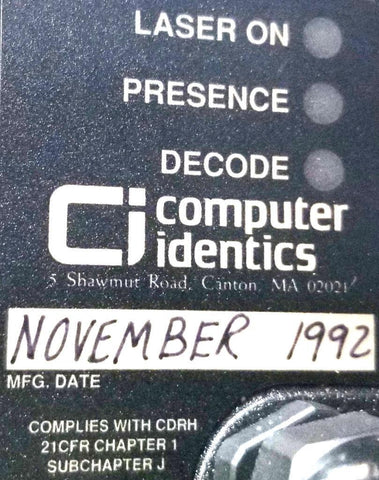 LASER ON
PRESENCE
DECODE
Ci computer
identics
5 Shawmut Road, Canton, MA 02021
NOVEMBER 1992
MFG. DATE
COMPLIES WITH CDRH
21CFR CHAPTER 1
SUBCHAPTER J